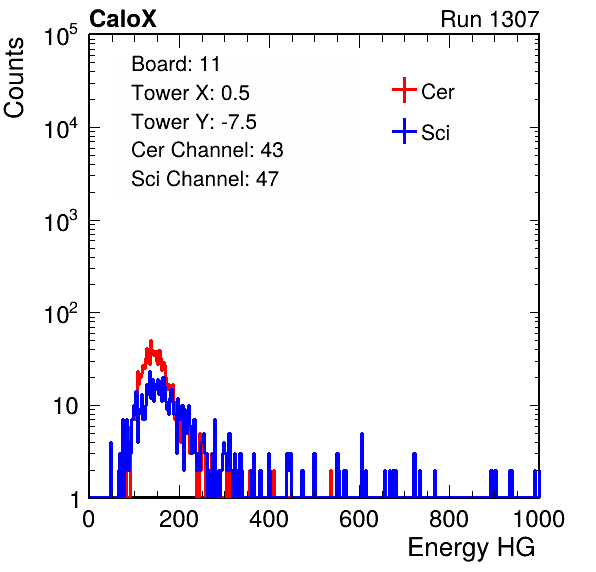 CaloX Run 1307
Counts
Board: 11
Tower X: 0.5
Tower Y: -7.5
Cer Channel: 43
Sci Channel: 47
Cer
Sci
10^5
10^4
10^3
10^2
10
1
0 200 400 600 800 1000
Energy HG